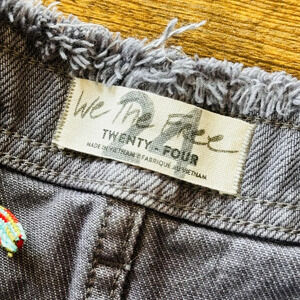 We The Free
24
TWENTY - FOUR
MADE IN VIETNAM FABRIQUÉ AU VIETNAM